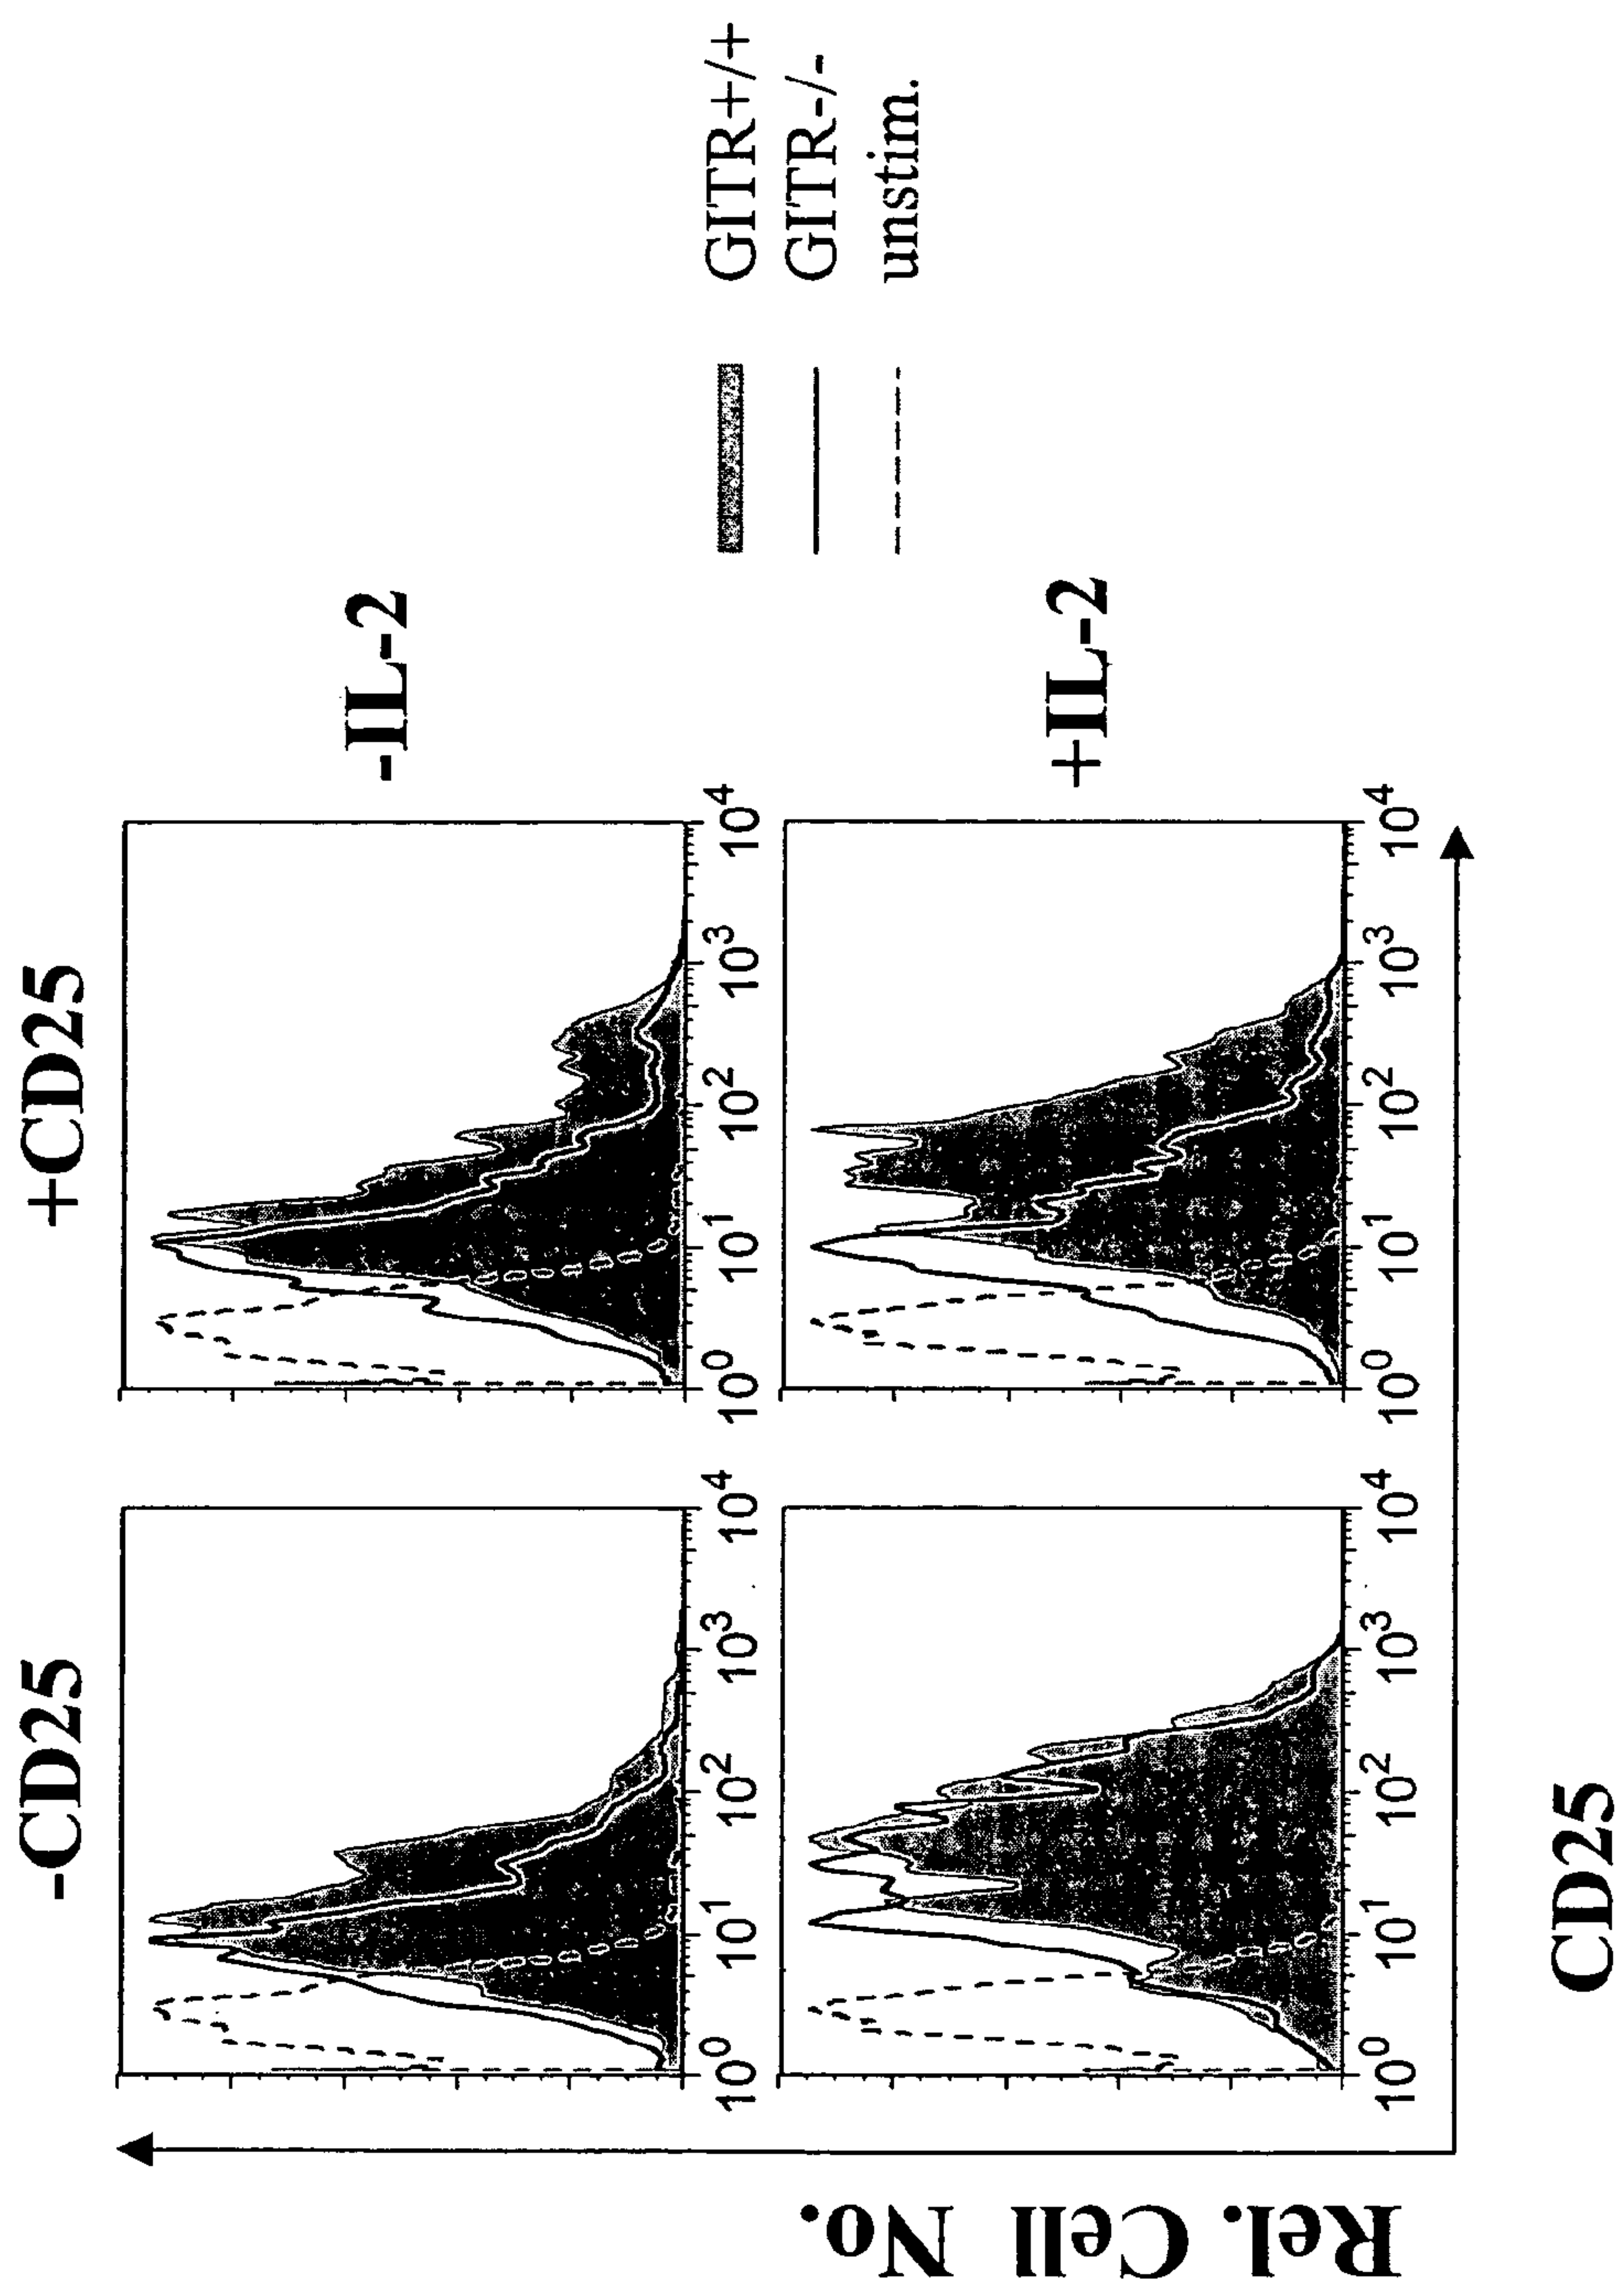 -CD25
+CD25
10⁰ 10¹ 10² 10³ 10⁴
10⁰ 10¹ 10² 10³ 10⁴
-IL-2
10⁰ 10¹ 10² 10³ 10⁴
10⁰ 10¹ 10² 10³ 10⁴
+IL-2
Rel. Cell No.
CD25
GITR+/+
GITR-/-
unstim.